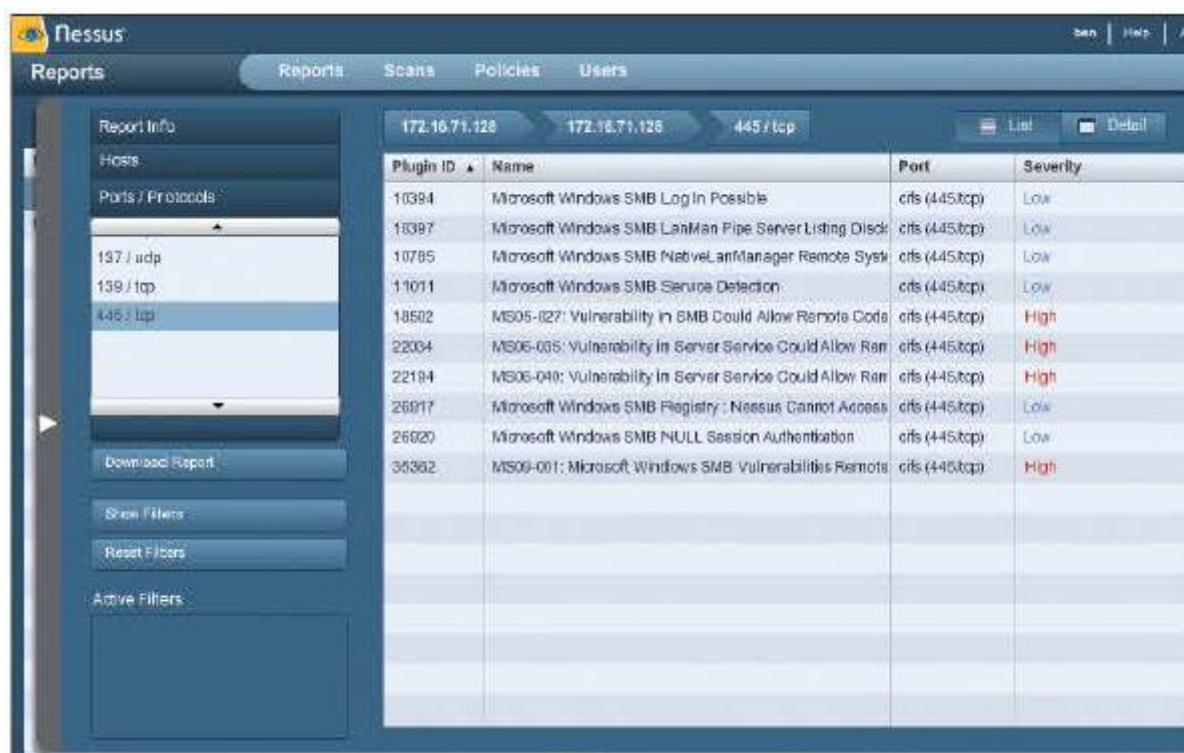 nessus
ben | Help |
Reports
Reports Scans Policies Users
Report Info
Hosts
Ports / Protocols
137 / udp
139 / tcp
445 / tcp
Download Report
Show Filters
Reset Filters
Active Filters
172.16.71.128 172.16.71.128 445 / tcp
List Detail
Plugin ID Name Port Severity
10394 Microsoft Windows SMB Log In Possible cifs (445/tcp) Low
10397 Microsoft Windows SMB LanMan Pipe Server Listing Discl cifs (445/tcp) Low
10785 Microsoft Windows SMB NativeLanManager Remote Syst cifs (445/tcp) Low
11011 Microsoft Windows SMB Service Detection cifs (445/tcp) Low
18502 MS05-027: Vulnerability in SMB Could Allow Remote Code cifs (445/tcp) High
22034 MS06-035: Vulnerability in Server Service Could Allow Rem cifs (445/tcp) High
22194 MS06-040: Vulnerability in Server Service Could Allow Rem cifs (445/tcp) High
26917 Microsoft Windows SMB Registry : Nessus Cannot Access cifs (445/tcp) Low
26920 Microsoft Windows SMB NULL Session Authentication cifs (445/tcp) Low
35362 MS09-001: Microsoft Windows SMB Vulnerabilities Remote cifs (445/tcp) High